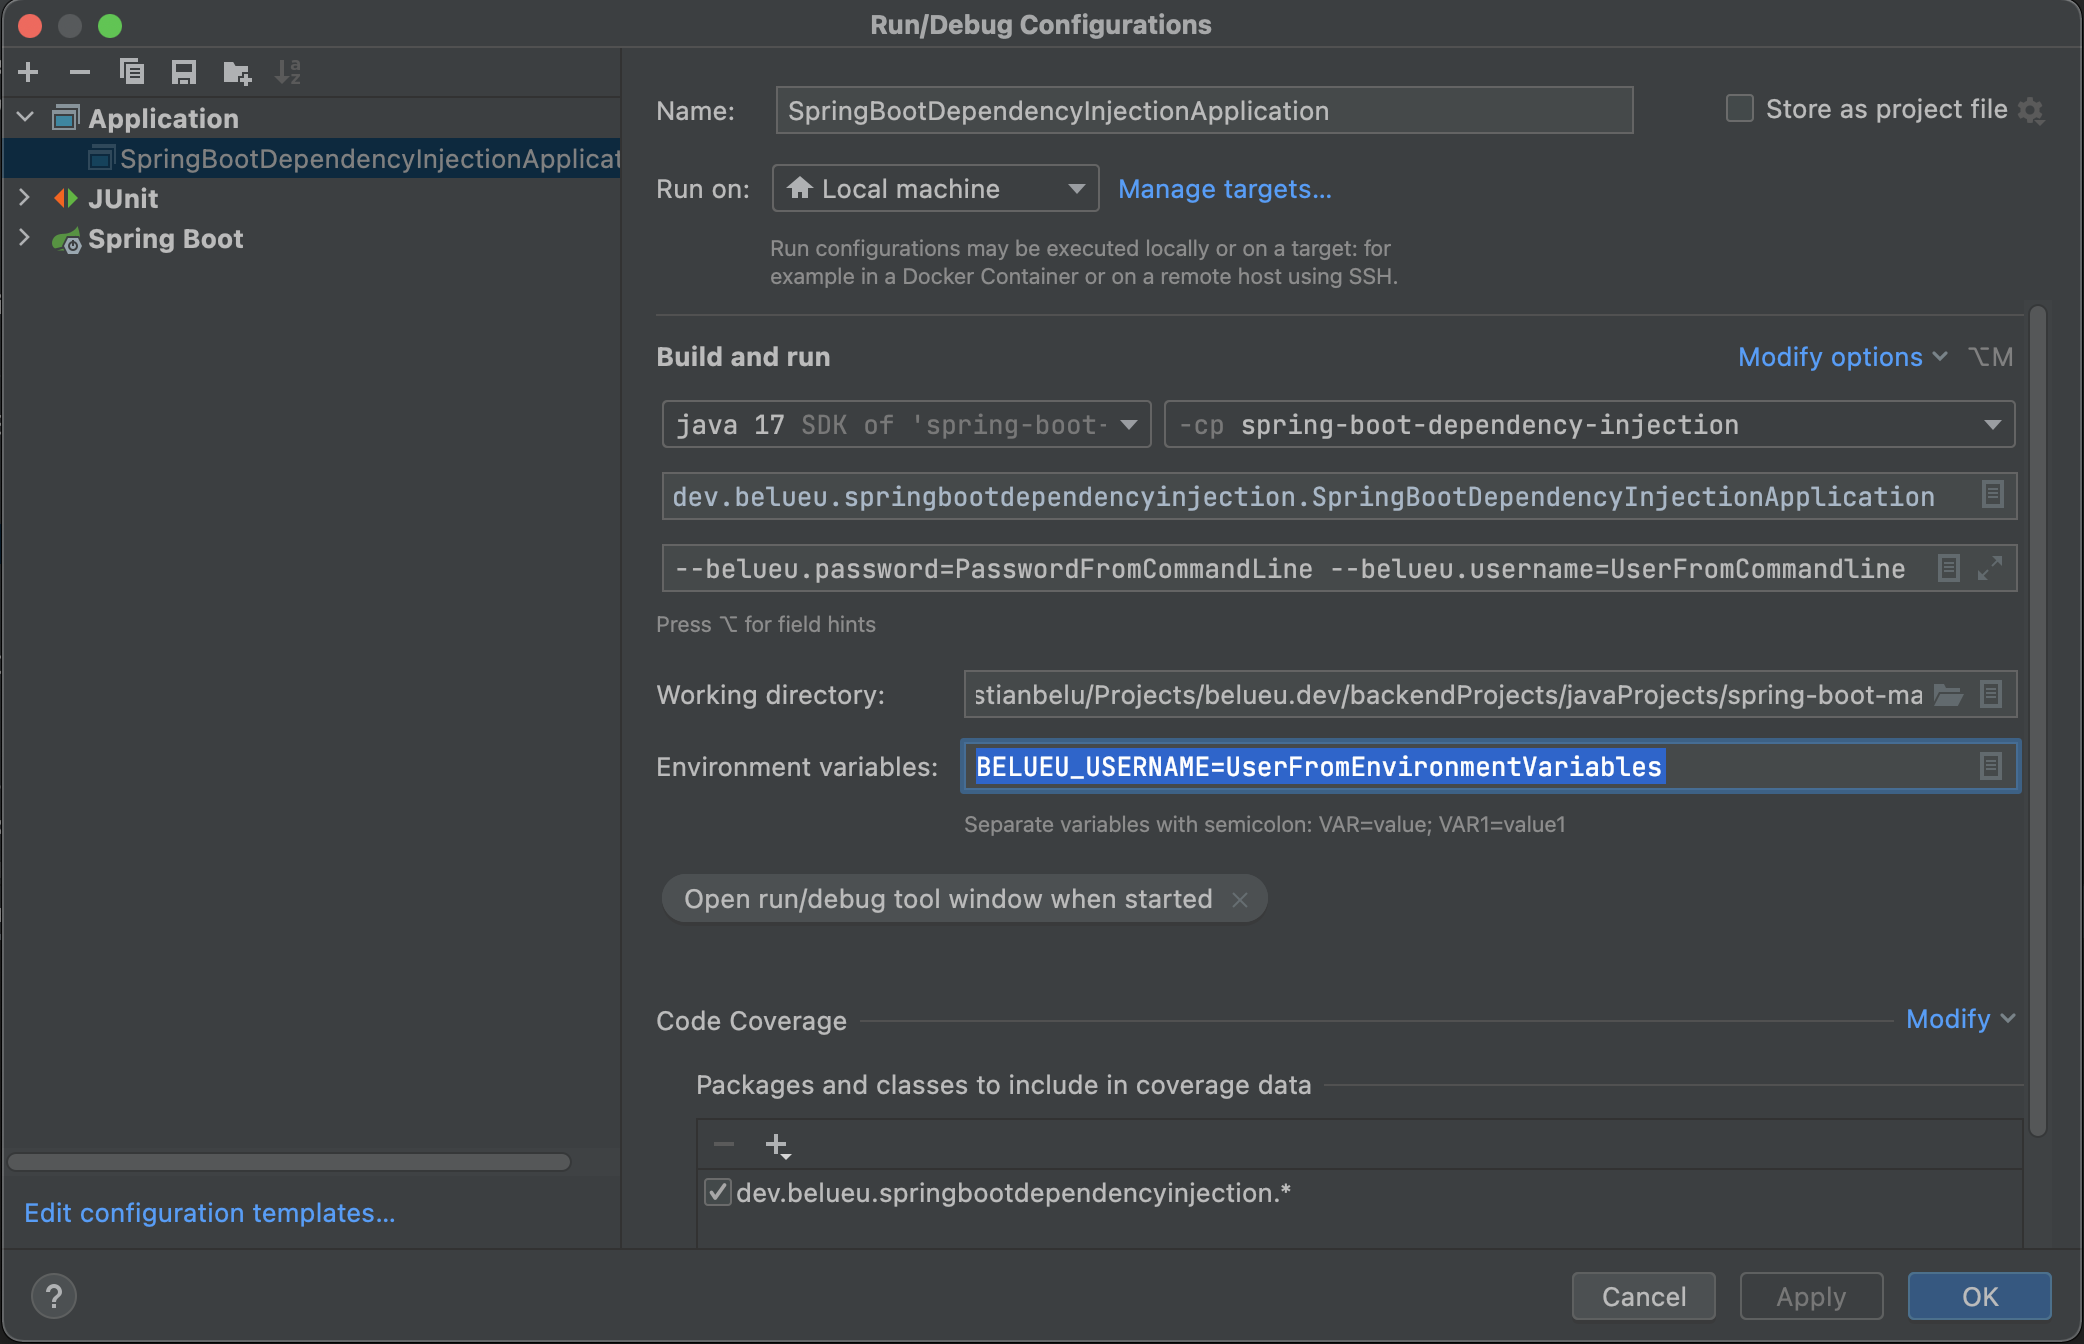 Run/Debug Configurations
Application
SpringBootDependencyInjectionApplicat
JUnit
Spring Boot
Edit configuration templates...
Name:
SpringBootDependencyInjectionApplication
Store as project file
Run on:
Local machine
Manage targets...
Run configurations may be executed locally or on a target: for
example in a Docker Container or on a remote host using SSH.
Build and run
Modify options
⌥M
java 17 SDK of 'spring-boot-
-cp spring-boot-dependency-injection
dev.belueu.springbootdependencyinjection.SpringBootDependencyInjectionApplication
--belueu.password=PasswordFromCommandLine --belueu.username=UserFromCommandline
Press ⌥ for field hints
Working directory:
stianbelu/Projects/belueu.dev/backendProjects/javaProjects/spring-boot-ma
Environment variables:
BELUEU_USERNAME=UserFromEnvironmentVariables
Separate variables with semicolon: VAR=value; VAR1=value1
Open run/debug tool window when started
Code Coverage
Modify
Packages and classes to include in coverage data
dev.belueu.springbootdependencyinjection.*
?
Cancel
Apply
OK